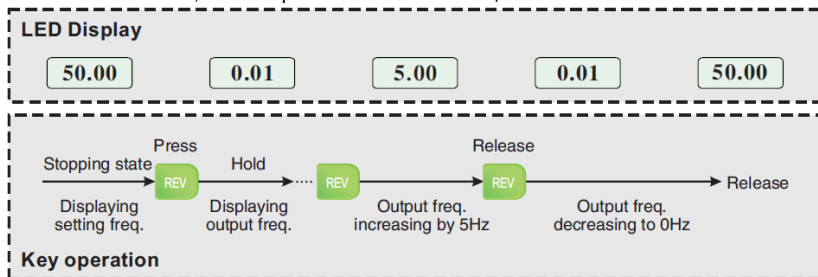 LED Display
50.00 0.01 5.00 0.01 50.00
Press Release
Stopping state Hold
REV .... REV REV Release
Displaying Displaying Output freq. Output freq.
setting freq. output freq. increasing by 5Hz decreasing to 0Hz
Key operation